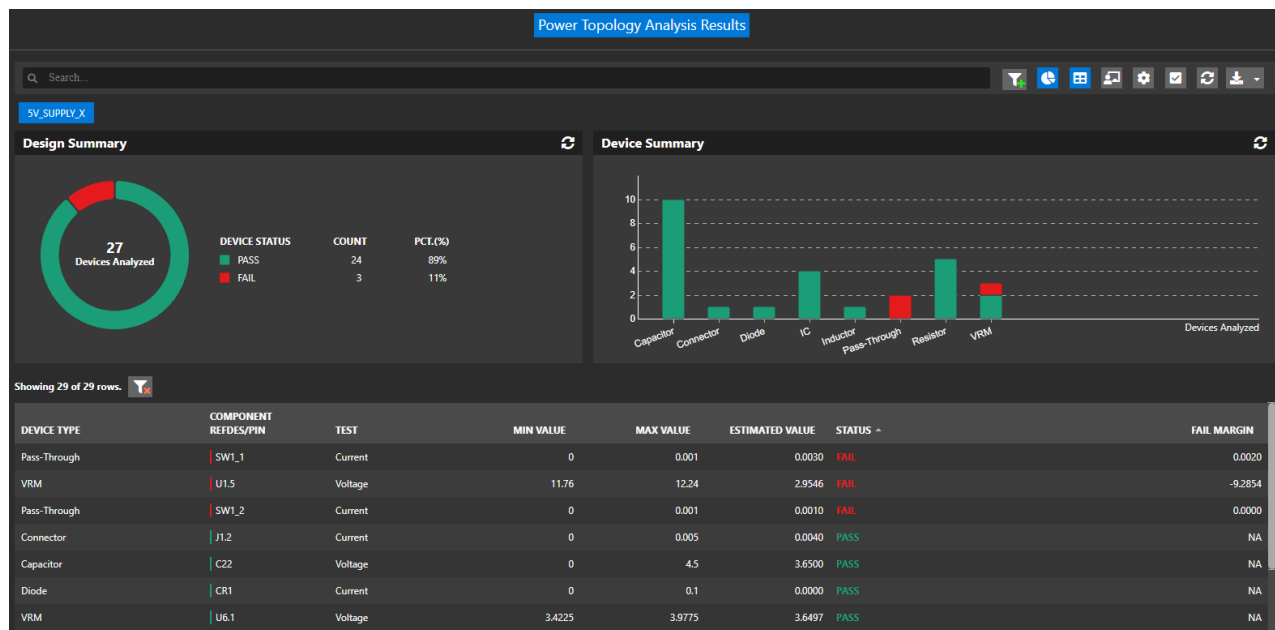 Power Topology Analysis Results
Search...
5V_SUPPLY_X
Design Summary
27
Devices Analyzed
DEVICE STATUS COUNT PCT.(%)
PASS 24 89%
FAIL 3 11%
Device Summary
10
8
6
4
2
0
Capacitor Connector Diode IC Inductor Pass-Through Resistor VRM
Devices Analyzed
Showing 29 of 29 rows.
DEVICE TYPE COMPONENT REFDES/PIN TEST MIN VALUE MAX VALUE ESTIMATED VALUE STATUS FAIL MARGIN
Pass-Through SW1_1 Current 0 0.001 0.0030 FAIL 0.0020
VRM U1.5 Voltage 11.76 12.24 2.9546 FAIL -9.2854
Pass-Through SW1_2 Current 0 0.001 0.0010 FAIL 0.0000
Connector J1.2 Current 0 0.005 0.0040 PASS NA
Capacitor C22 Voltage 0 4.5 3.6500 PASS NA
Diode CR1 Current 0 0.1 0.0000 PASS NA
VRM U6.1 Voltage 3.4225 3.9775 3.6497 PASS NA